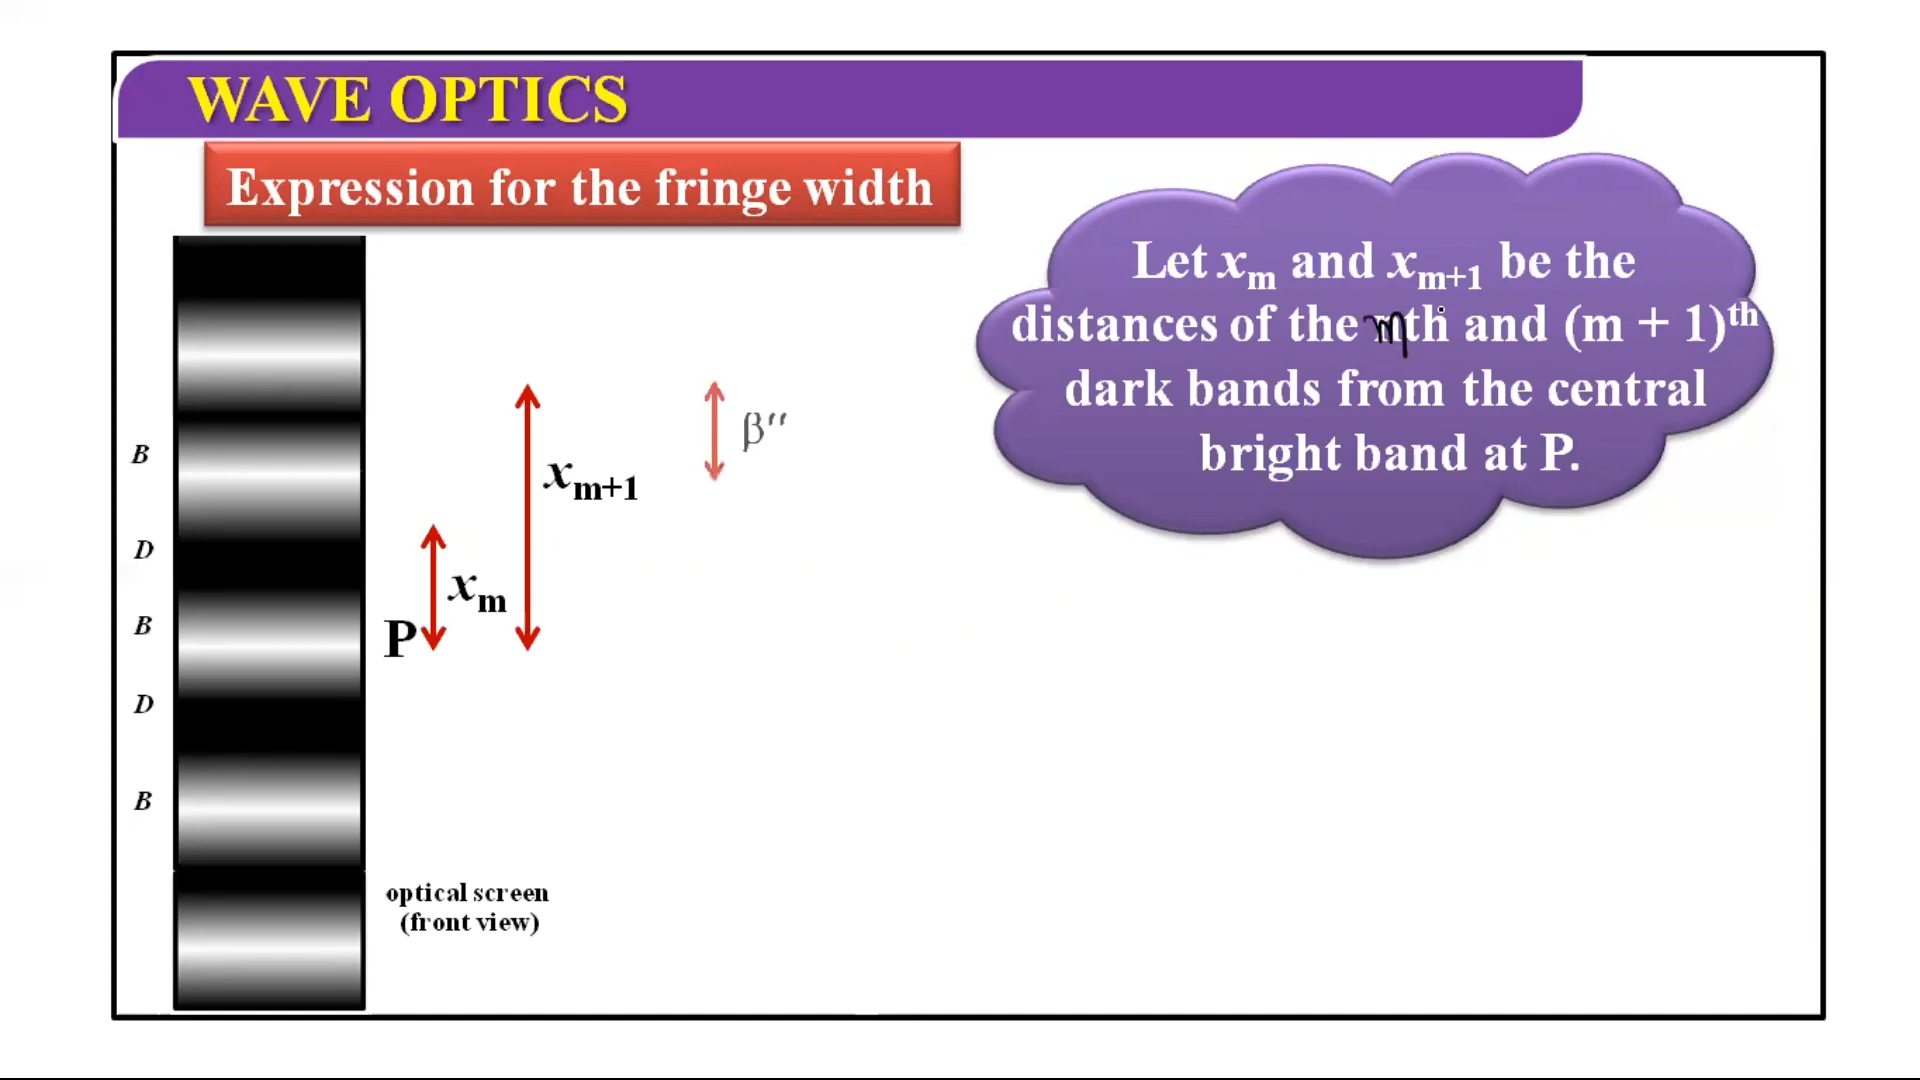 WAVE OPTICS
Expression for the fringe width
Let xₘ and xₘ₊₁ be the
distances of the mth and (m + 1)ᵗʰ
dark bands from the central
bright band at P.
B
D
B
D
B
β″
xₘ₊₁
xₘ
P
optical screen
(front view)